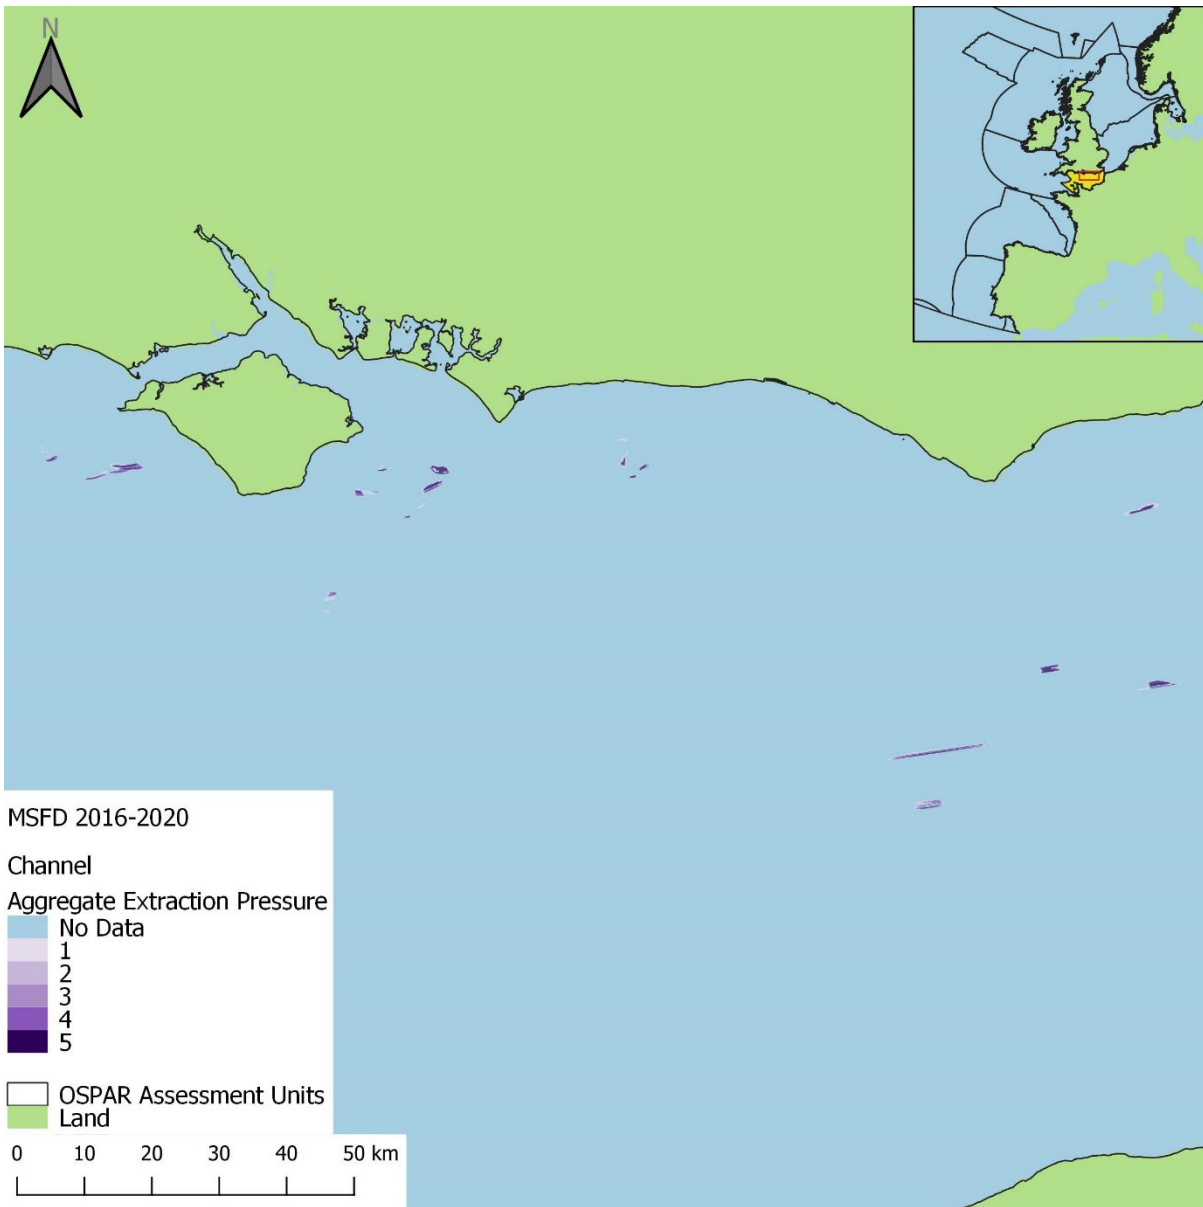 N
MSFD 2016-2020
Channel
Aggregate Extraction Pressure
No Data
1
2
3
4
5
OSPAR Assessment Units
Land
0 10 20 30 40 50 km